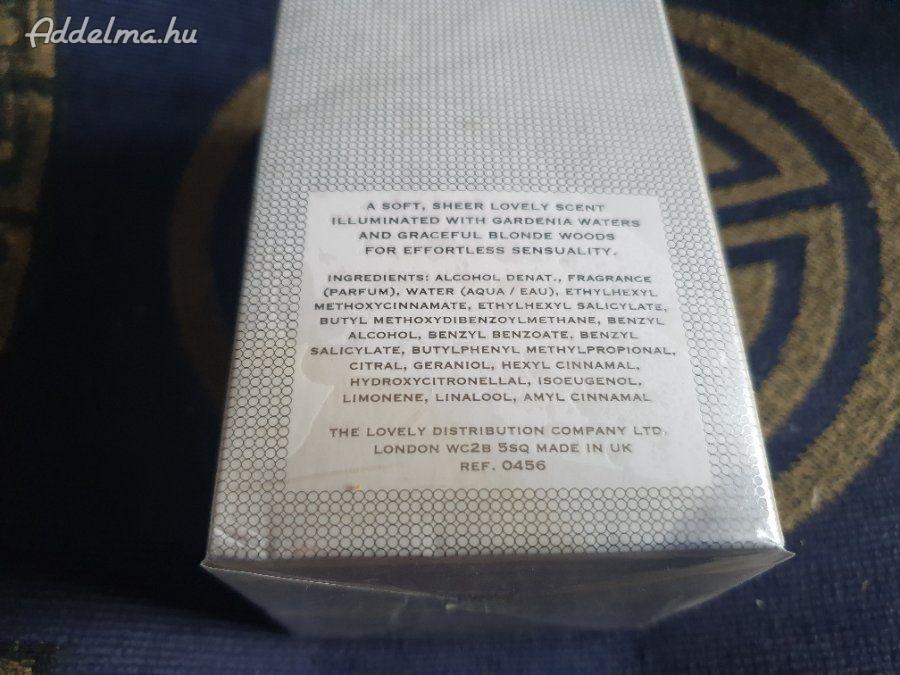 Addelma.hu
A SOFT, SHEER LOVELY SCENT
ILLUMINATED WITH GARDENIA WATERS
AND GRACEFUL BLONDE WOODS
FOR EFFORTLESS SENSUALITY.
INGREDIENTS: ALCOHOL DENAT., FRAGRANCE
(PARFUM), WATER (AQUA / EAU), ETHYLHEXYL
METHOXYCINNAMATE, ETHYLHEXYL SALICYLATE,
BUTYL METHOXYDIBENZOYLMETHANE, BENZYL
ALCOHOL, BENZYL BENZOATE, BENZYL
SALICYLATE, BUTYLPHENYL METHYLPROPIONAL,
CITRAL, GERANIOL, HEXYL CINNAMAL,
HYDROXYCITRONELLAL, ISOEUGENOL,
LIMONENE, LINALOOL, AMYL CINNAMAL
THE LOVELY DISTRIBUTION COMPANY LTD.
LONDON WC2B 5SQ MADE IN UK
REF. 0456